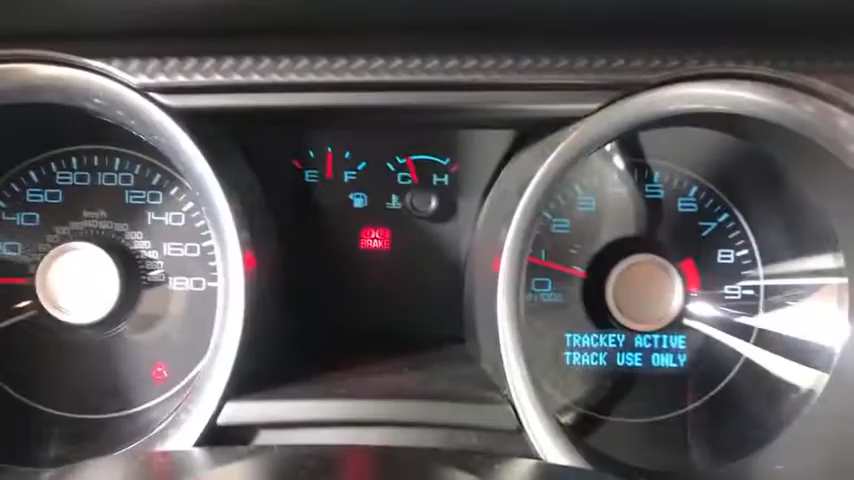 60 80 100 120 140 160 180
km/h
E F
C H
BRAKE
0 1 2 3 4 5 6 7 8 9
TRACKEY ACTIVE
TRACK USE ONLY